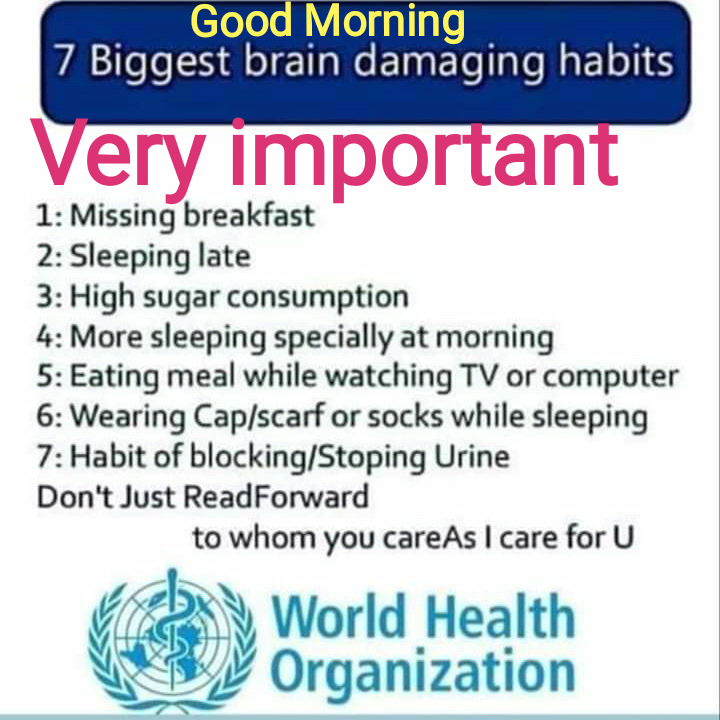 Good Morning
7 Biggest brain damaging habits
Very important
1: Missing breakfast
2: Sleeping late
3: High sugar consumption
4: More sleeping specially at morning
5: Eating meal while watching TV or computer
6: Wearing Cap/scarf or socks while sleeping
7: Habit of blocking/Stoping Urine
Don't Just ReadForward
to whom you careAs I care for U
World Health
Organization